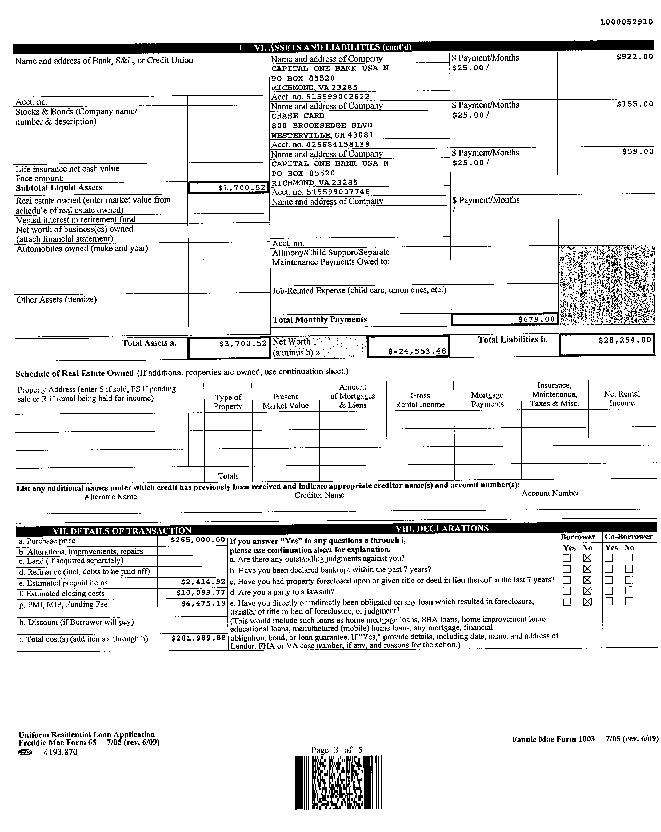 1000052910
VI. ASSETS AND LIABILITIES (cont'd)
Name and address of Bank, S&L, or Credit Union
Name and address of Company
$ Payment/Months
$922.00
CAPITAL ONE BANK USA N
$25.00/
PO BOX 85520
RICHMOND, VA 23285
Acct. no.
Acct. no.
Stocks & Bonds (Company name/
number & description)
Name and address of Company
$ Payment/Months
CHASE CARD
$25.00/
800 BROOKSEDGE BLVD
WESTERVILLE, OH 43081
Acct. no.
Name and address of Company
$ Payment/Months
$59.00
CAPITAL ONE BANK USA N
$25.00/
PO BOX 85520
RICHMOND, VA 23285
Acct. no.
Life insurance net cash value
Face amount:
Subtotal Liquid Assets
$3,700.52
Real estate owned (enter market value from
schedule of real estate owned)
Name and address of Company
$ Payment/Months
Vested interest in retirement fund
Net worth of business(es) owned
(attach financial statement)
Acct. no.
Automobiles owned (make and year)
Alimony/Child Support/Separate
Maintenance Payments Owed to:
Other Assets (itemize)
Job-Related Expense (child care, union dues, etc.)
Total Monthly Payments
$679.00
Total Assets a.
$3,700.52
Net Worth
(a minus b)
$-24,553.48
Total Liabilities b.
$28,254.00
Schedule of Real Estate Owned (If additional properties are owned, use continuation sheet.)
Property Address (enter S if sold, PS if pending
sale or R if rental being held for income)
Type of
Property
Present
Market Value
Amount
of Mortgages
& Liens
Gross
Rental Income
Mortgage
Payments
Insurance,
Maintenance,
Taxes & Misc.
Net Rental
Income
Totals
List any additional names under which credit has previously been received and indicate appropriate creditor name(s) and account number(s):
Alternate Name
Creditor Name
Account Number
VII. DETAILS OF TRANSACTION
VIII. DECLARATIONS
a. Purchase price
$265,000.00
b. Alterations, improvements, repairs
c. Land (if acquired separately)
d. Refinance (incl. debts to be paid off)
e. Estimated prepaid items
f. Estimated closing costs
g. PMI, MIP, Funding Fee
h. Discount (if Borrower will pay)
i. Total costs (add items a through h)
If you answer "Yes" to any questions a through i,
please use continuation sheet for explanation.
Borrower
Co-Borrower
Yes No
Yes No
a. Are there any outstanding judgments against you?
b. Have you been declared bankrupt within the past 7 years?
c. Have you had property foreclosed upon or given title or deed in lieu thereof in the last 7 years?
d. Are you a party to a lawsuit?
e. Have you directly or indirectly been obligated on any loan which resulted in foreclosure,
transfer of title in lieu of foreclosure, or judgment?
(This would include such loans as home mortgage loans, SBA loans, home improvement loans,
educational loans, manufactured (mobile) home loans, any mortgage, financial
obligation, bond, or loan guarantee. If "Yes," provide details, including date, name, and address of
Lender, FHA or VA case number, if any, and reasons for the action.)
Uniform Residential Loan Application
Freddie Mac Form 65 7/05 (rev. 6/09)
Fannie Mae Form 1003 7/05 (rev. 6/09)
Page 3 of 5